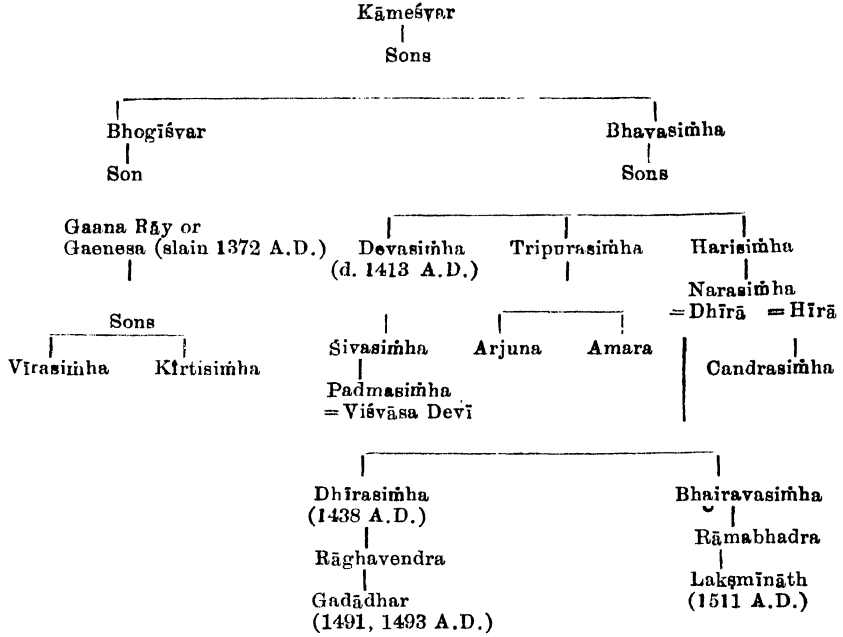 Kāmeśvar
Sons
Bhogīśvar Bhavasiṁha
Son Sons
Gaana Rāy or
Gaenesa (slain 1372 A.D.) Devasiṁha Tripurasiṁha Harisiṁha
(d. 1413 A.D.)
Narasiṁha
=Dhīrā =Hīrā
Sons
Vīrasiṁha Kīrtisiṁha Śivasiṁha Arjuna Amara Candrasiṁha
Padmasiṁha
=Viśvāsa Devī
Dhīrasiṁha Bhairavasiṁha
(1438 A.D.)
Rāmabhadra
Rāghavendra
Lakṣmīnāth
Gadādhar (1511 A.D.)
(1491, 1493 A.D.)